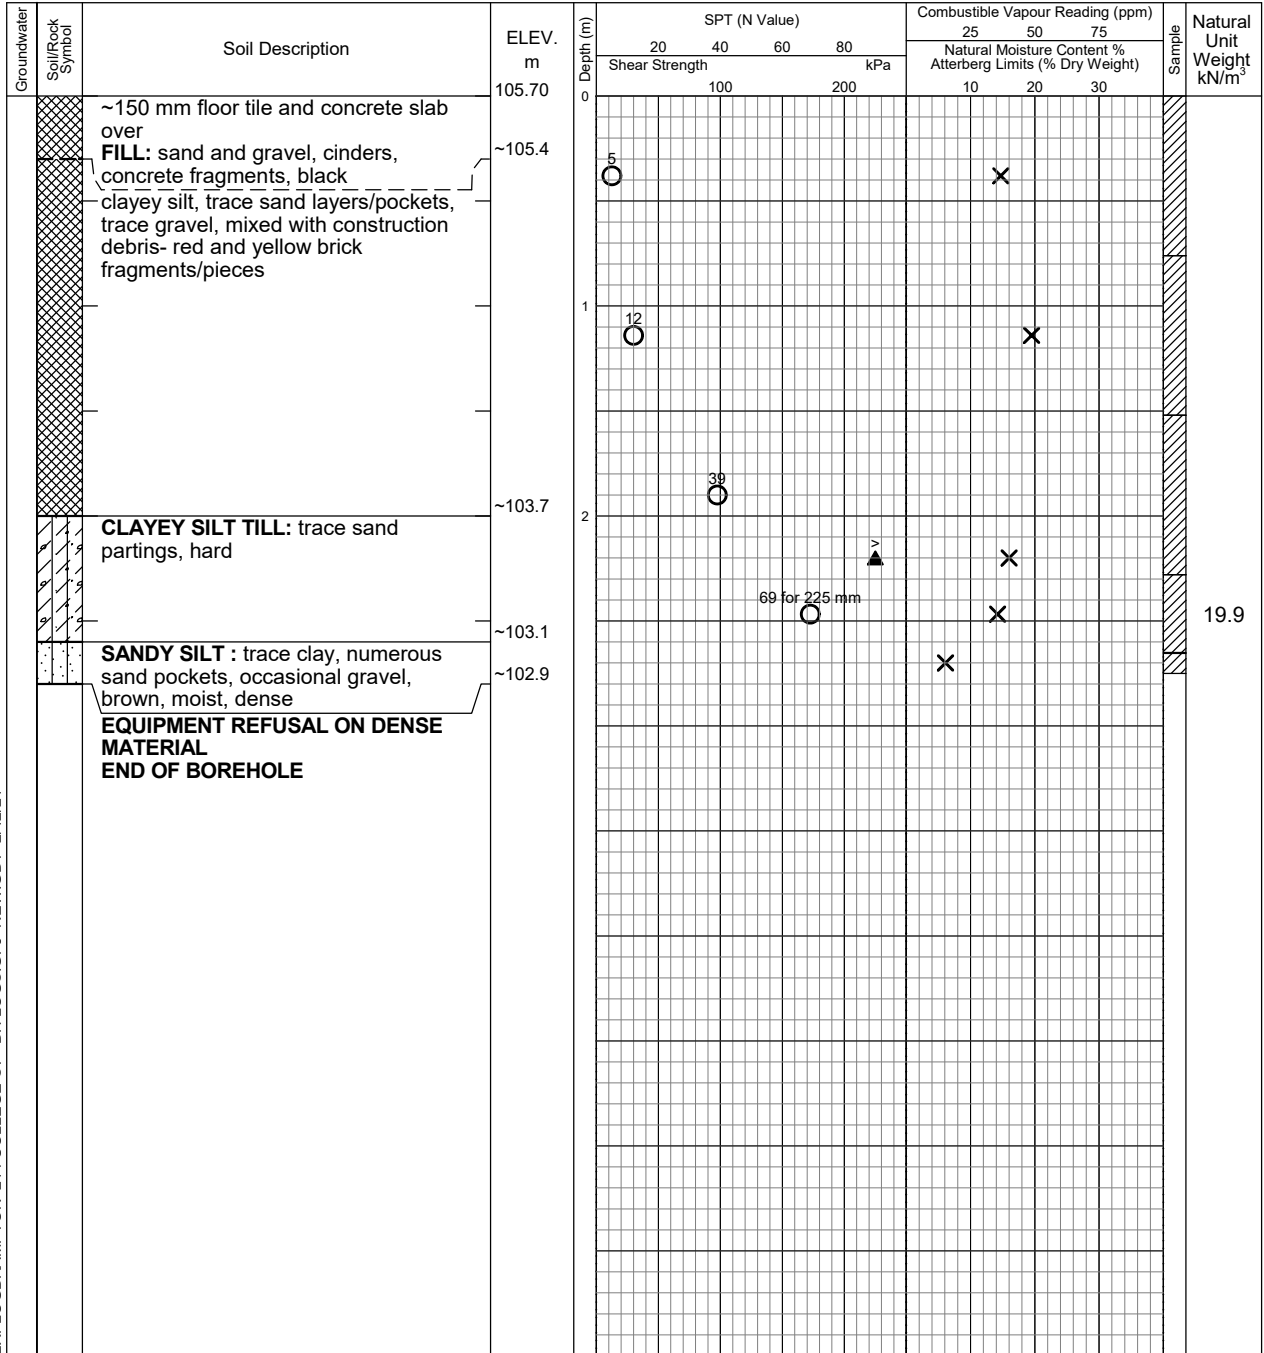 Groundwater
Soil/Rock
Symbol
Soil Description
ELEV.
m
105.70
Depth (m)
SPT (N Value)
20 40 60 80
Shear Strength kPa
100 200
Combustible Vapour Reading (ppm)
25 50 75
Natural Moisture Content %
Atterberg Limits (% Dry Weight)
10 20 30
Sample
Natural
Unit
Weight
kN/m³
0
~150 mm floor tile and concrete slab
over
FILL: sand and gravel, cinders,
concrete fragments, black
~105.4
5
clayey silt, trace sand layers/pockets,
trace gravel, mixed with construction
debris- red and yellow brick
fragments/pieces
1
12
39
~103.7
2
CLAYEY SILT TILL: trace sand
partings, hard
>
69 for 225 mm
19.9
~103.1
SANDY SILT : trace clay, numerous
sand pockets, occasional gravel,
brown, moist, dense
~102.9
EQUIPMENT REFUSAL ON DENSE
MATERIAL
END OF BOREHOLE